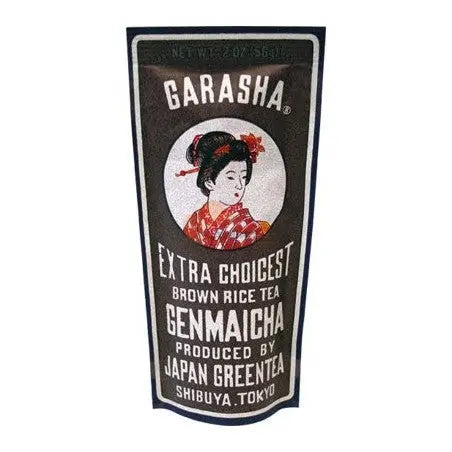 NET WT. 2 OZ (56g)
GARASHA®
EXTRA CHOICEST
BROWN RICE TEA
GENMAICHA
PRODUCED BY
JAPAN GREENTEA
SHIBUYA.TOKYO